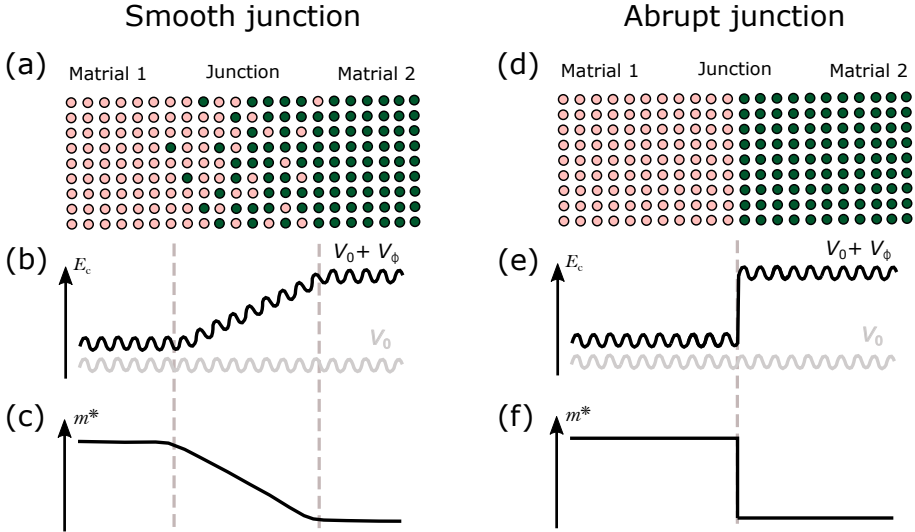 Smooth junction
Abrupt junction
(a)
Matrial 1
Junction
Matrial 2
(d)
Matrial 1
Junction
Matrial 2
(b)
E_c
V_0 + V_ϕ
V_0
(e)
E_c
V_0 + V_ϕ
V_0
(c)
m*
(f)
m*